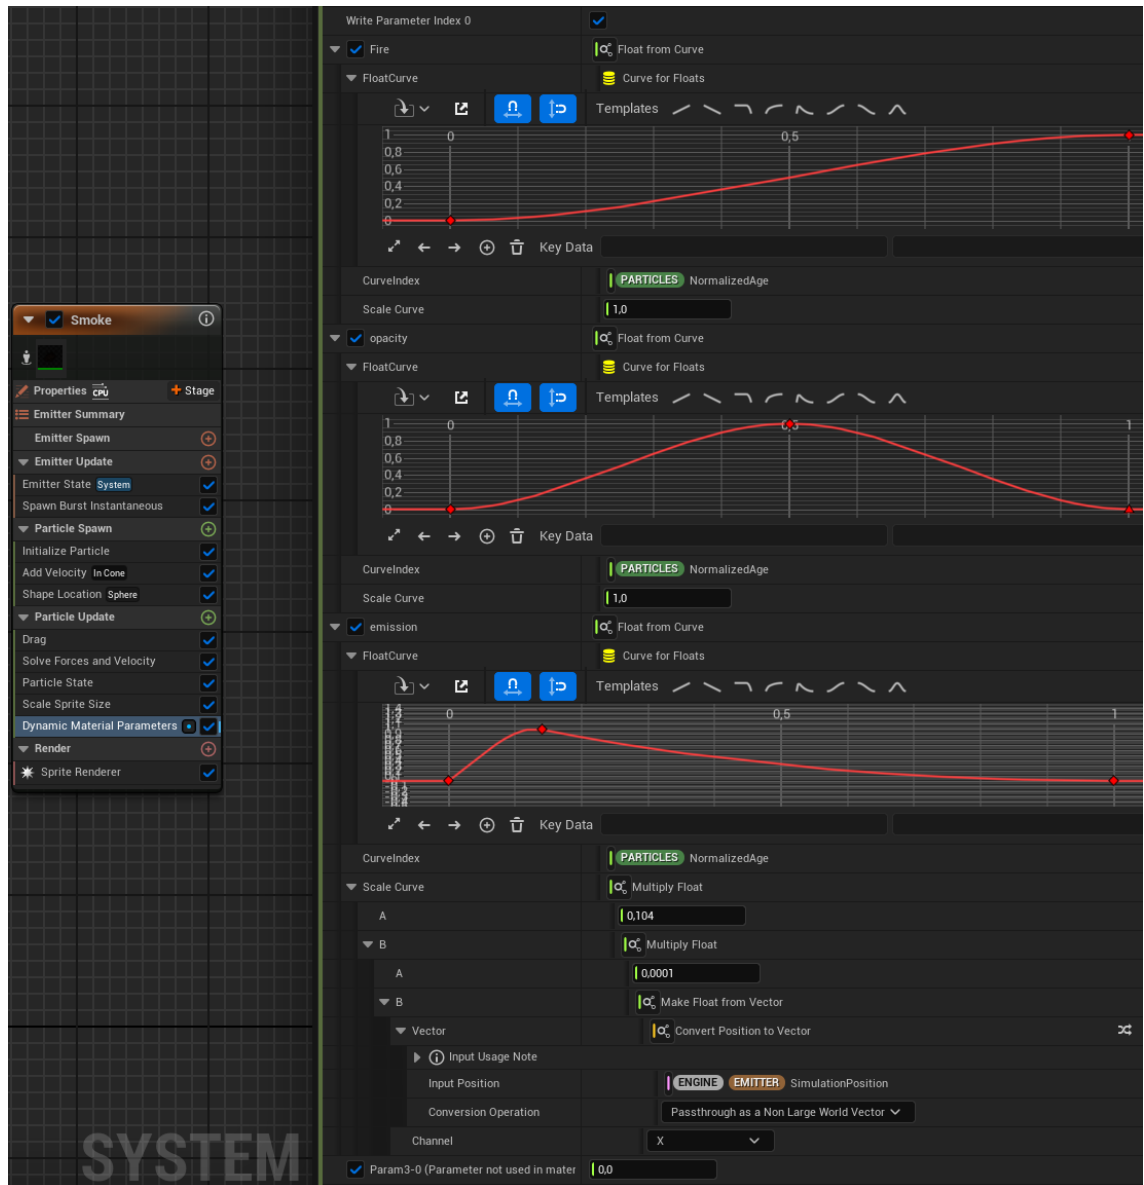 Smoke
Properties CPU + Stage
Emitter Summary
Emitter Spawn
Emitter Update
Emitter State System
Spawn Burst Instantaneous
Particle Spawn
Initialize Particle
Add Velocity In Cone
Shape Location Sphere
Particle Update
Drag
Solve Forces and Velocity
Particle State
Scale Sprite Size
Dynamic Material Parameters
Render
Sprite Renderer
SYSTEM
Write Parameter Index 0
Fire Float from Curve
FloatCurve Curve for Floats
Templates
1 0 0,5
0,8
0,6
0,4
0,2
0
Key Data
CurveIndex PARTICLES NormalizedAge
Scale Curve 1,0
opacity Float from Curve
FloatCurve Curve for Floats
Templates
1 0 1
0,8
0,6
0,4
0,2
0
Key Data
CurveIndex PARTICLES NormalizedAge
Scale Curve 1,0
emission Float from Curve
FloatCurve Curve for Floats
Templates
0 0,5 1
Key Data
CurveIndex PARTICLES NormalizedAge
Scale Curve Multiply Float
A 0,104
B Multiply Float
A 0,0001
B Make Float from Vector
Vector Convert Position to Vector
Input Usage Note
Input Position ENGINE EMITTER SimulationPosition
Conversion Operation Passthrough as a Non Large World Vector
Channel X
Param3-0 (Parameter not used in mater 0,0